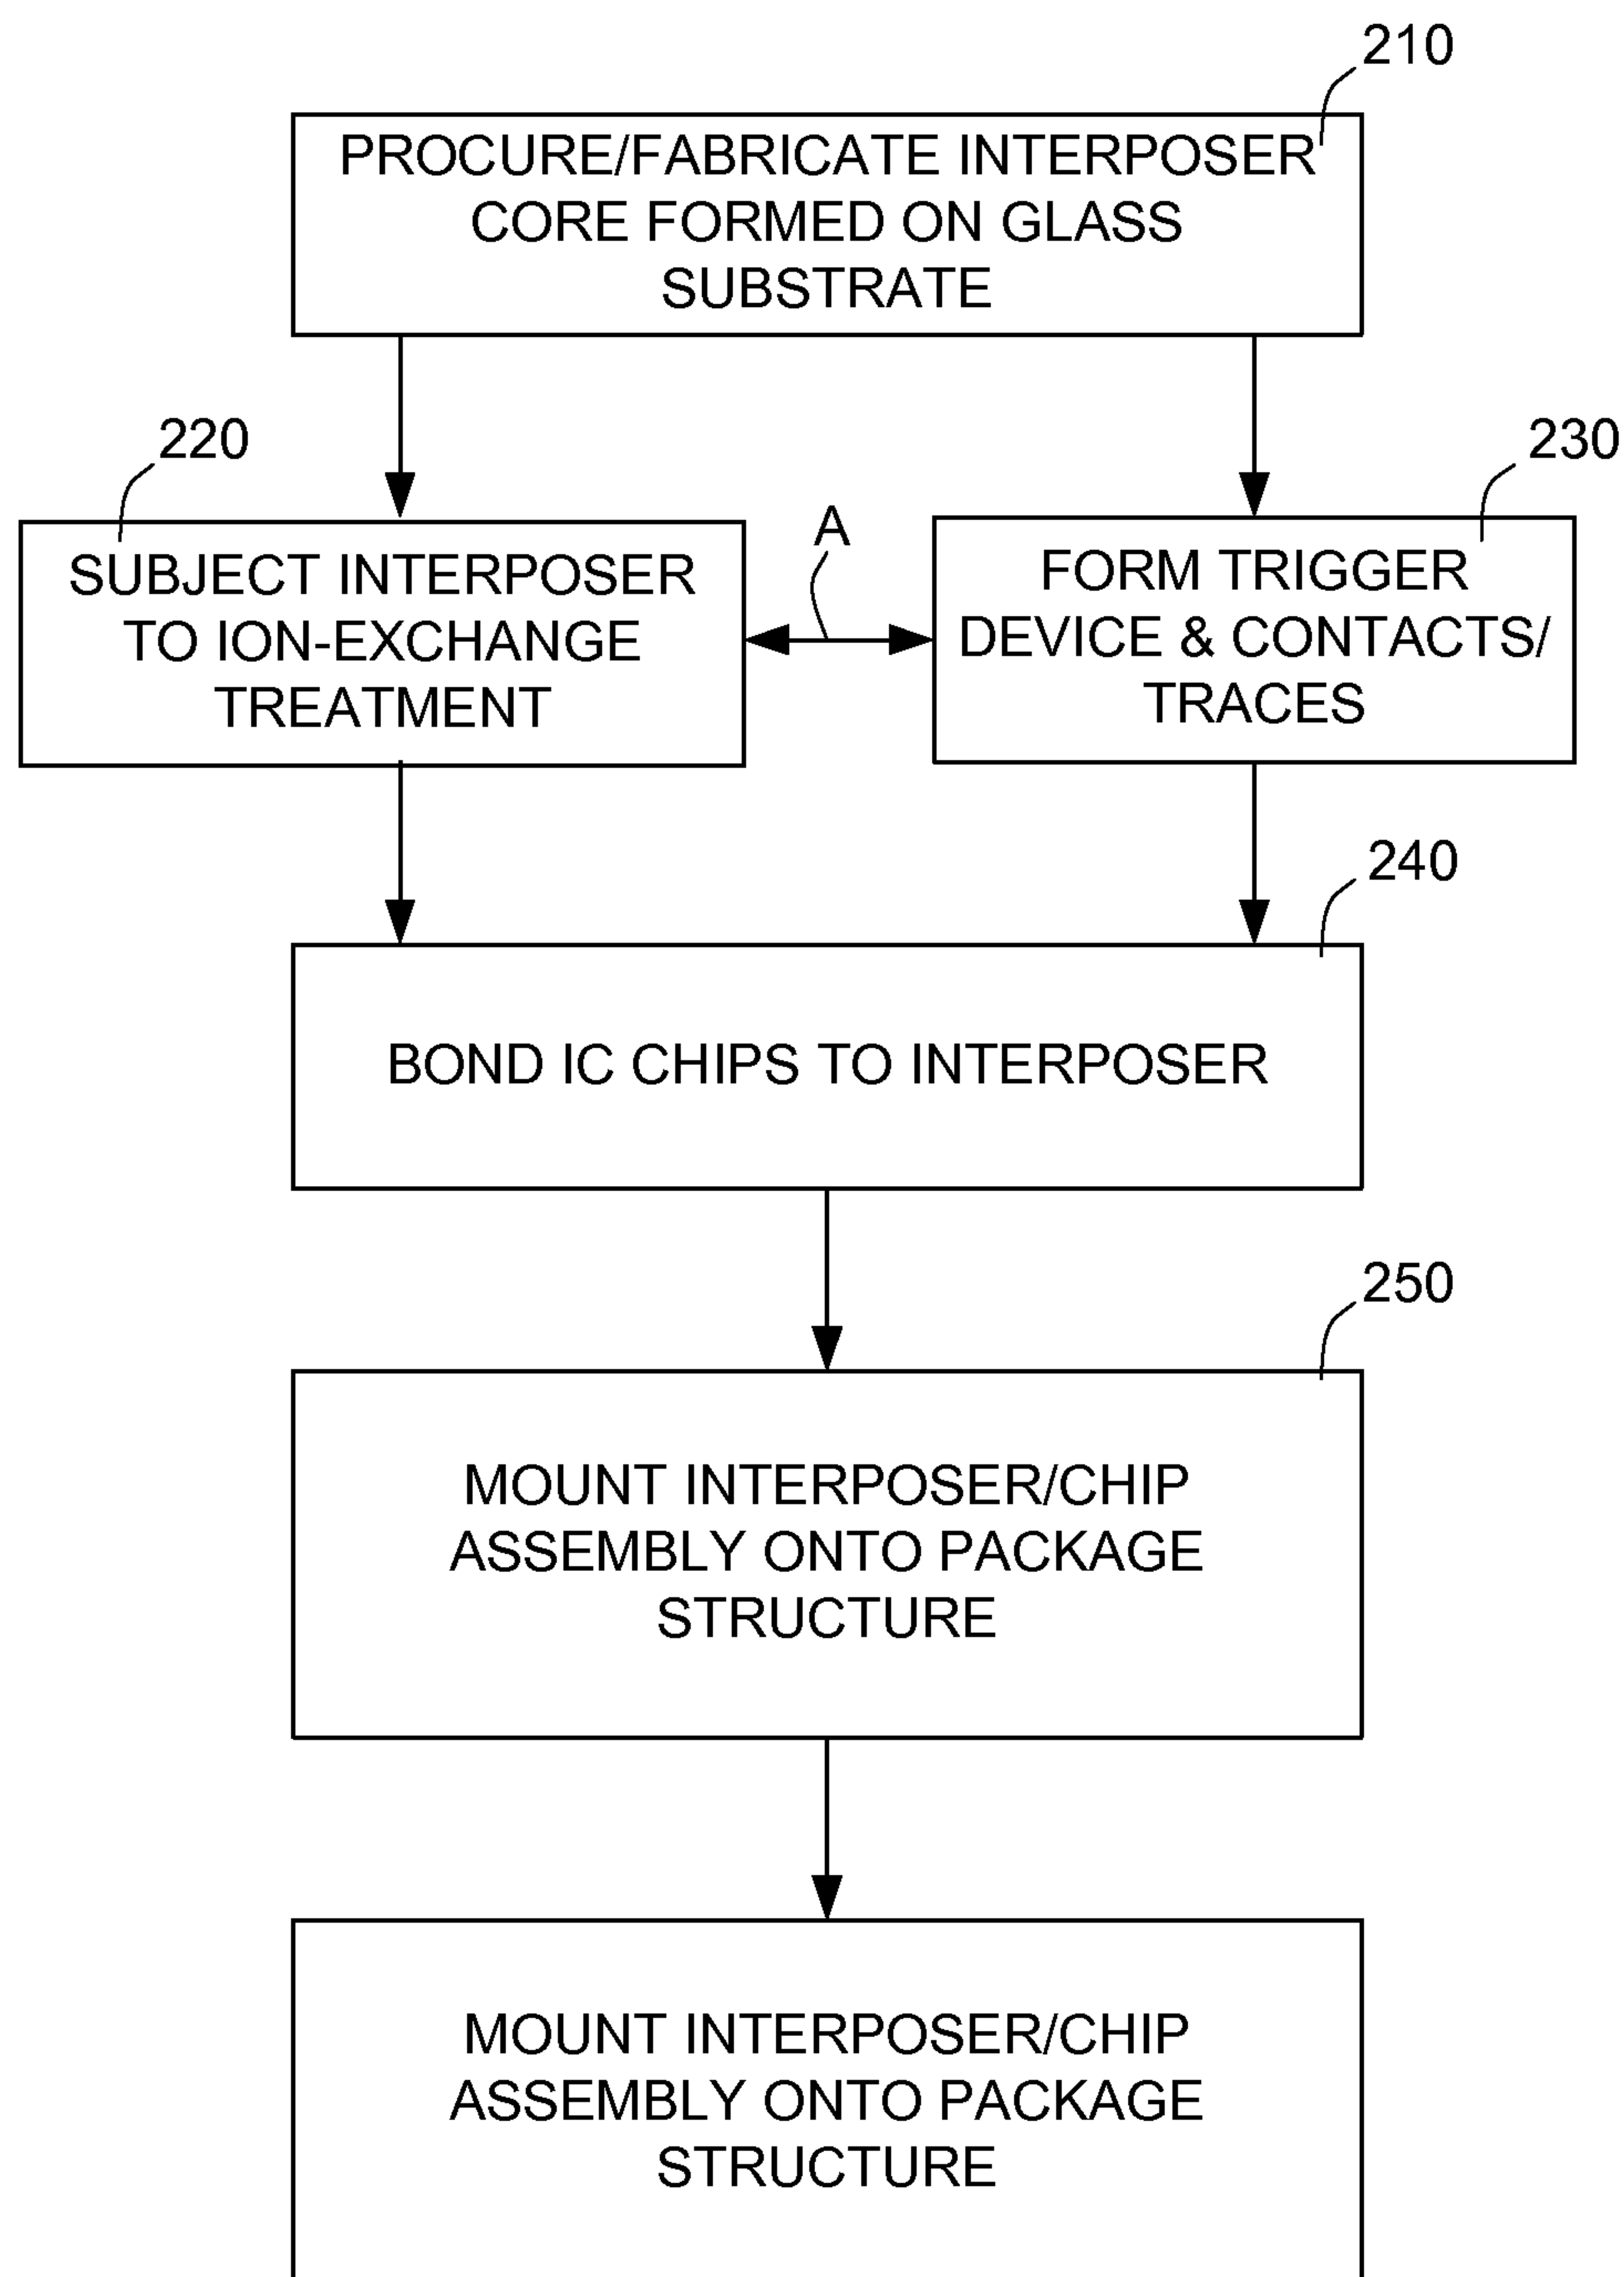 210
PROCURE/FABRICATE INTERPOSER
CORE FORMED ON GLASS
SUBSTRATE
220
SUBJECT INTERPOSER
TO ION-EXCHANGE
TREATMENT
A
230
FORM TRIGGER
DEVICE & CONTACTS/
TRACES
240
BOND IC CHIPS TO INTERPOSER
250
MOUNT INTERPOSER/CHIP
ASSEMBLY ONTO PACKAGE
STRUCTURE
MOUNT INTERPOSER/CHIP
ASSEMBLY ONTO PACKAGE
STRUCTURE